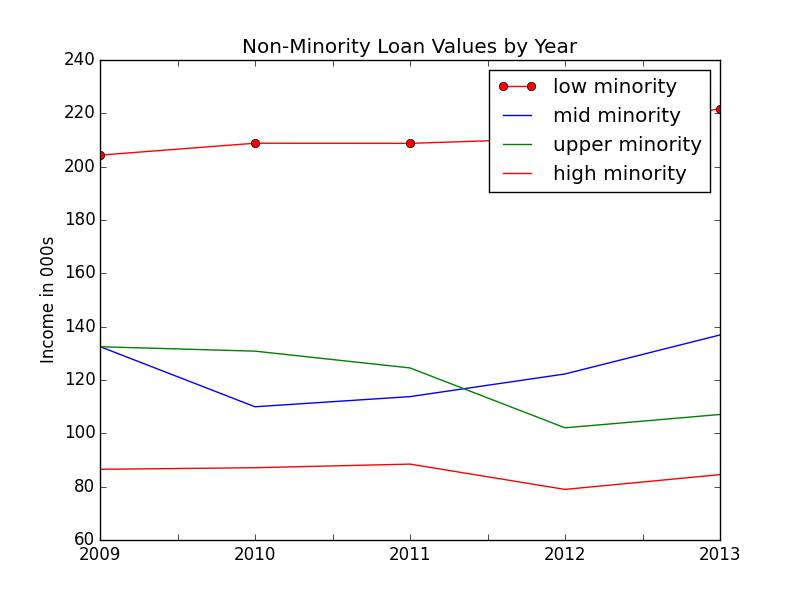 Non-Minority Loan Values by Year
240
220
200
180
160
140
120
100
80
60
Income in 000s
low minority
mid minority
upper minority
high minority
2009 2010 2011 2012 2013